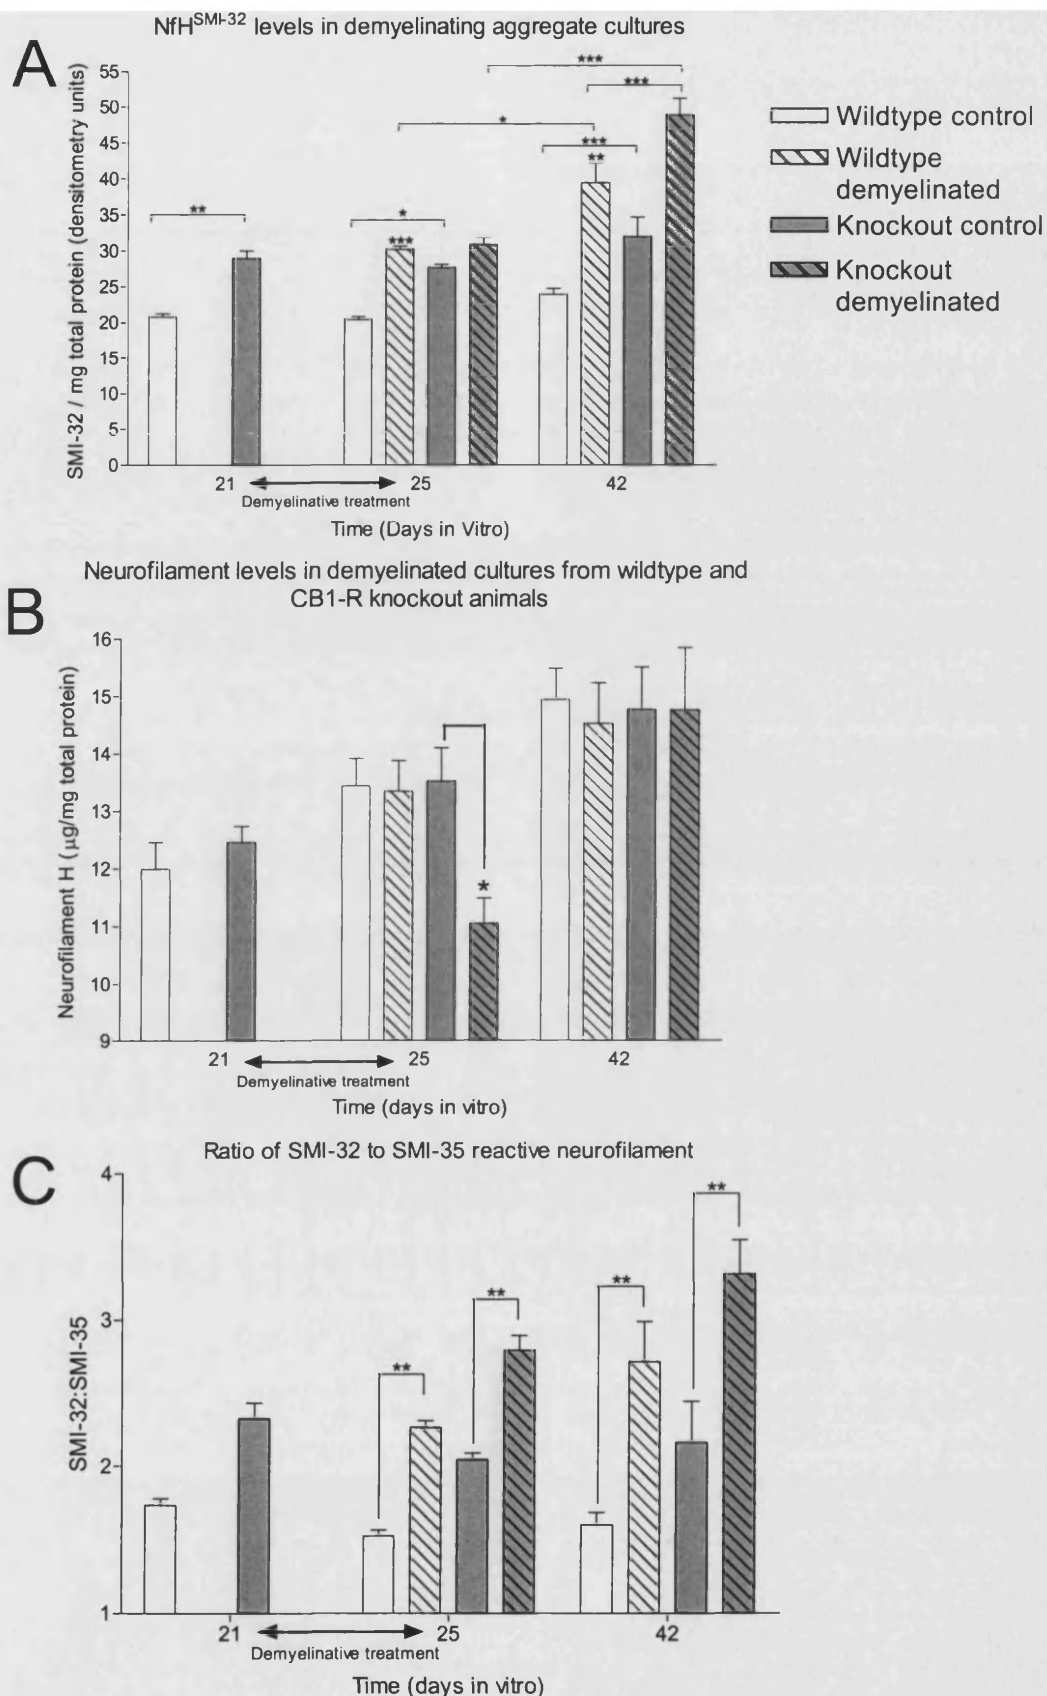 NfH^SMI-32 levels in demyelinating aggregate cultures
A
SMI-32 / mg total protein (densitometry units)
55
50
45
40
35
30
25
20
15
10
5
0
**
*
***
*
***
**
***
***
21
25
42
Demyelinative treatment
Time (Days in Vitro)
Wildtype control
Wildtype
demyelinated
Knockout control
Knockout
demyelinated
Neurofilament levels in demyelinated cultures from wildtype and
CB1-R knockout animals
B
Neurofilament H (µg/mg total protein)
16
15
14
13
12
11
10
9
*
21
25
42
Demyelinative treatment
Time (days in vitro)
Ratio of SMI-32 to SMI-35 reactive neurofilament
C
SMI-32:SMI-35
4
3
2
1
**
**
**
**
21
25
42
Demyelinative treatment
Time (days in vitro)